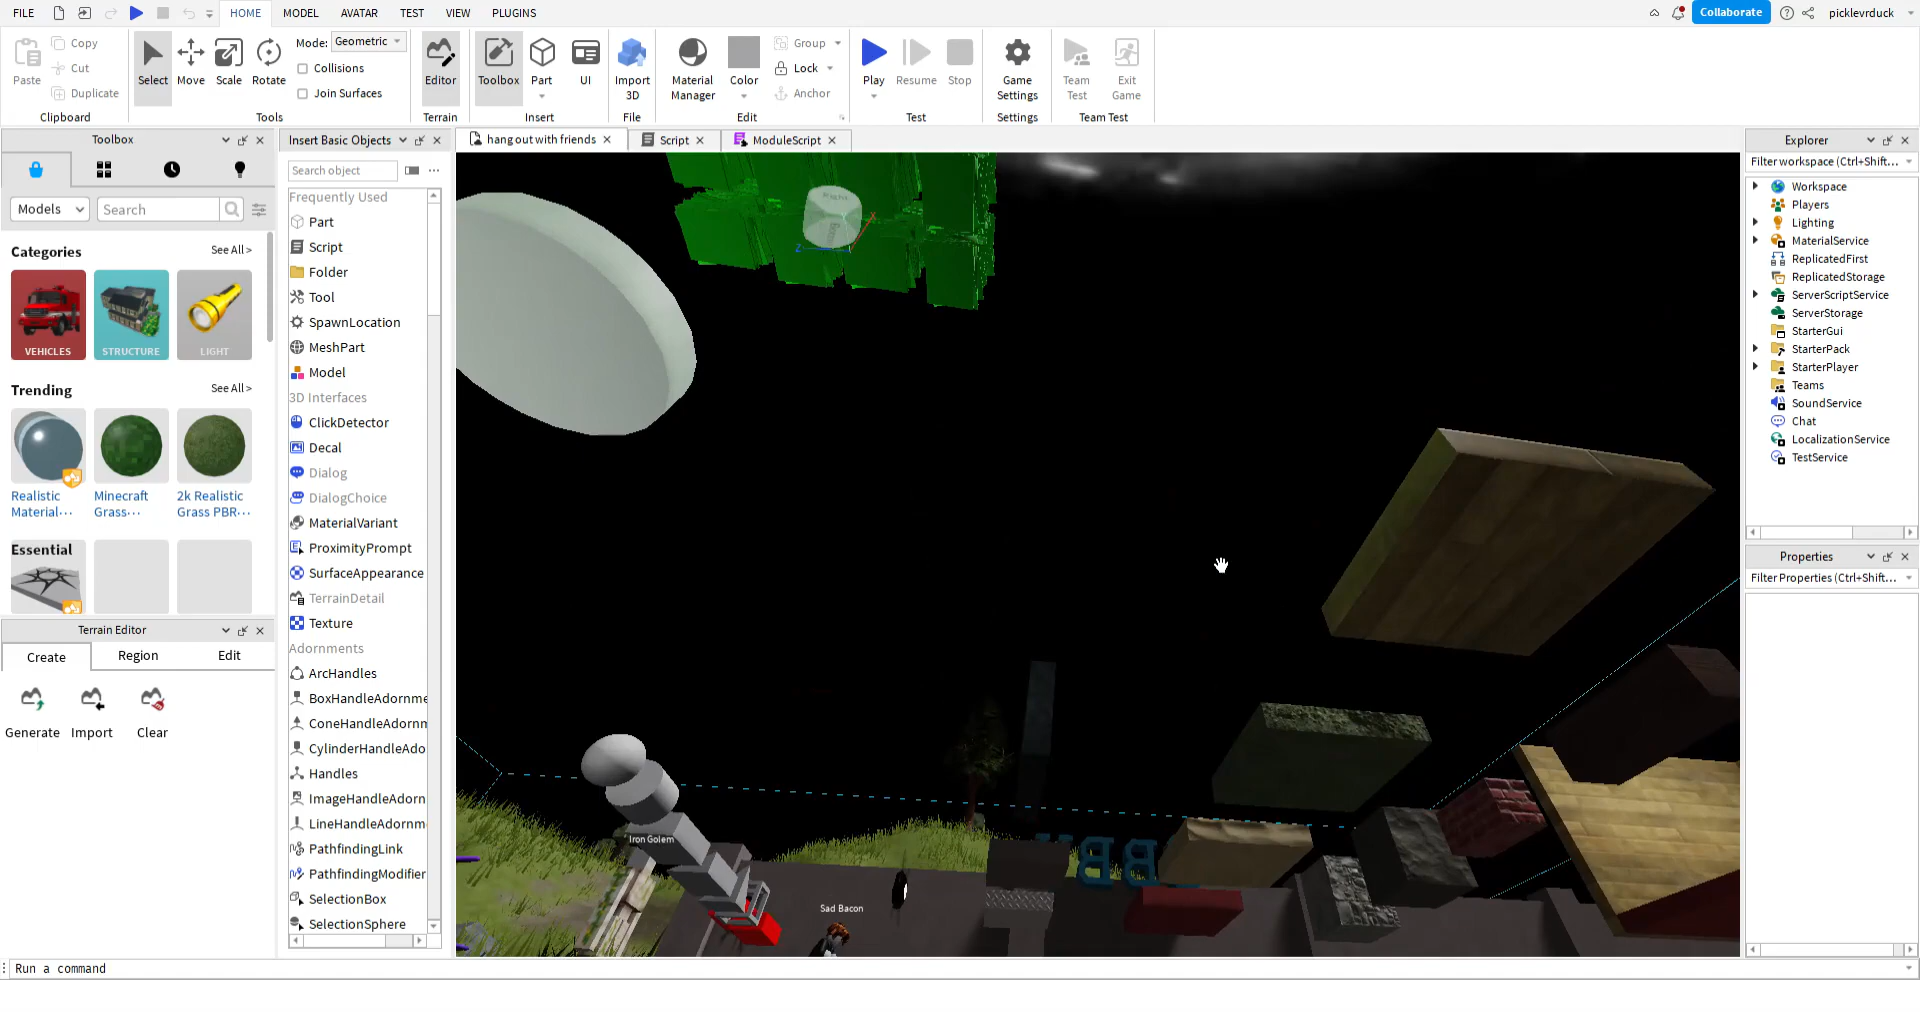 FILE HOME MODEL AVATAR TEST VIEW PLUGINS Collaborate picklevrduck
Paste Copy Cut Duplicate
Clipboard
Select Move Scale Rotate
Mode: Geometric
Collisions
Join Surfaces
Tools
Editor
Terrain
Toolbox Part UI
Insert
Import 3D
File
Material Manager
Color
Group
Lock
Anchor
Edit
Play Resume Stop
Test
Game Settings
Settings
Team Test
Exit Game
Team Test
Toolbox
Models
Search
Categories
See All >
VEHICLES STRUCTURE LIGHT
Trending
See All >
Realistic Material···
Minecraft Grass···
2k Realistic Grass PBR···
Essential
Terrain Editor
Create Region Edit
Generate Import Clear
Insert Basic Objects
Search object
Frequently Used
Part
Script
Folder
Tool
SpawnLocation
MeshPart
Model
3D Interfaces
ClickDetector
Decal
Dialog
DialogChoice
MaterialVariant
ProximityPrompt
SurfaceAppearance
TerrainDetail
Texture
Adornments
ArcHandles
BoxHandleAdornme
ConeHandleAdornm
CylinderHandleAdo
Handles
ImageHandleAdorn
LineHandleAdornm
PathfindingLink
PathfindingModifier
SelectionBox
SelectionSphere
hang out with friends
Script
ModuleScript
X
Z
Iron Golem
Sad Bacon
Explorer
Filter workspace (Ctrl+Shift...
Workspace
Players
Lighting
MaterialService
ReplicatedFirst
ReplicatedStorage
ServerScriptService
ServerStorage
StarterGui
StarterPack
StarterPlayer
Teams
SoundService
Chat
LocalizationService
TestService
Properties
Filter Properties (Ctrl+Shift...
Run a command